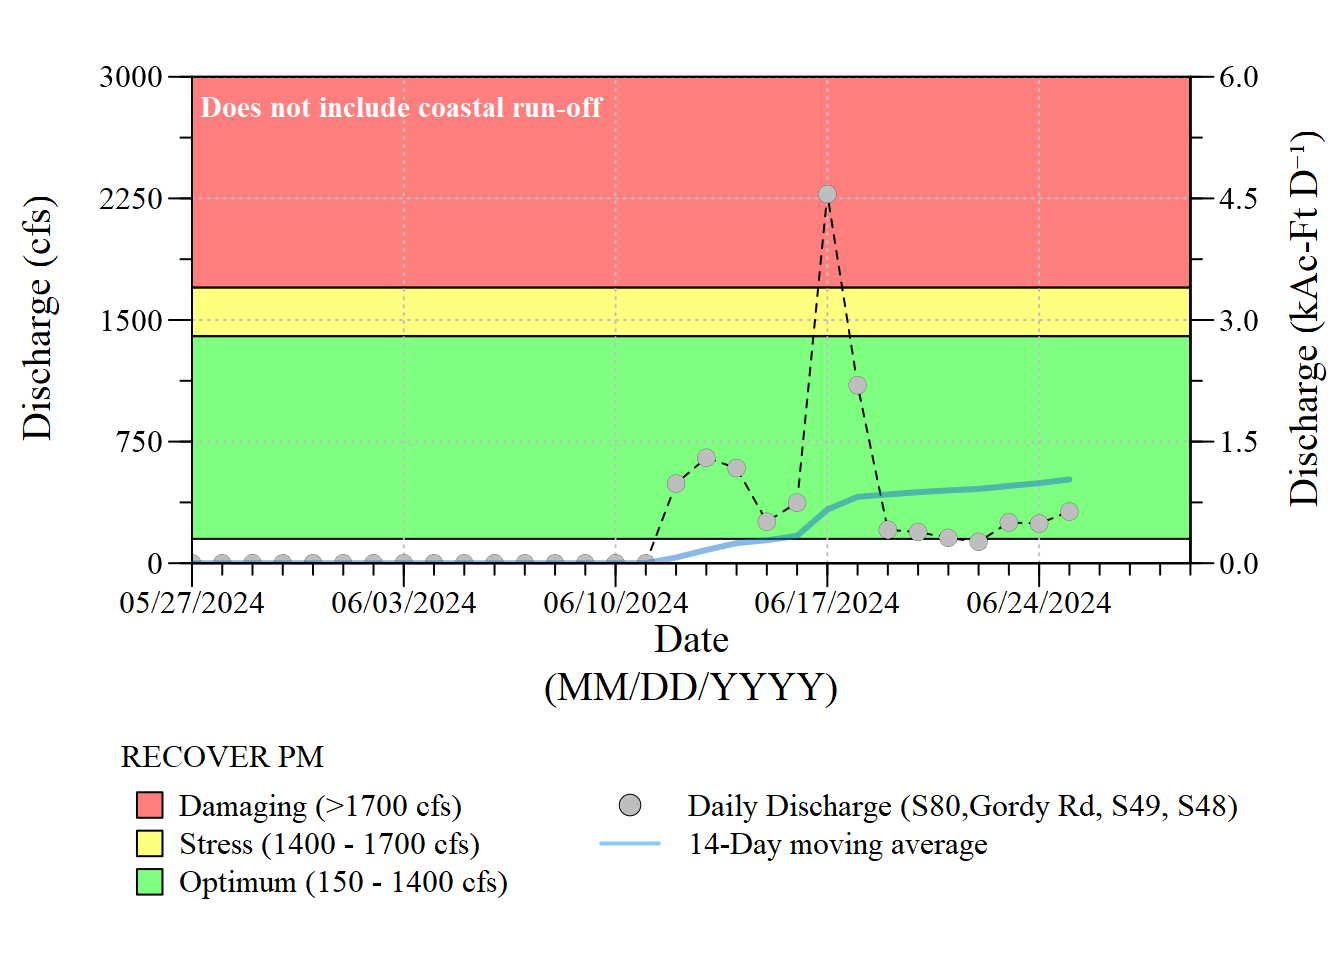 Does not include coastal run-off
3000
2250
1500
750
0
Discharge (cfs)
6.0
4.5
3.0
1.5
0.0
Discharge (kAc-Ft D⁻¹)
05/27/2024 06/03/2024 06/10/2024 06/17/2024 06/24/2024
Date
(MM/DD/YYYY)
RECOVER PM
Damaging (>1700 cfs)
Stress (1400 - 1700 cfs)
Optimum (150 - 1400 cfs)
Daily Discharge (S80,Gordy Rd, S49, S48)
14-Day moving average